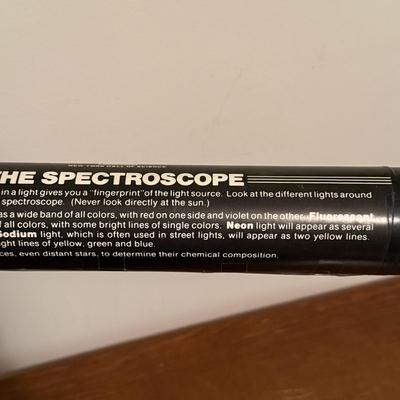 NEW YORK HALL OF SCIENCE
THE SPECTROSCOPE
in a light gives you a "fingerprint" of the light source. Look at the different lights around
spectroscope. (Never look directly at the sun.)
as a wide band of all colors, with red on one side and violet on the other. Fluorescent
f all colors, with some bright lines of single colors. Neon light will appear as several
Sodium light, which is often used in street lights, will appear as two yellow lines.
ght lines of yellow, green and blue.
ces, even distant stars, to determine their chemical composition.